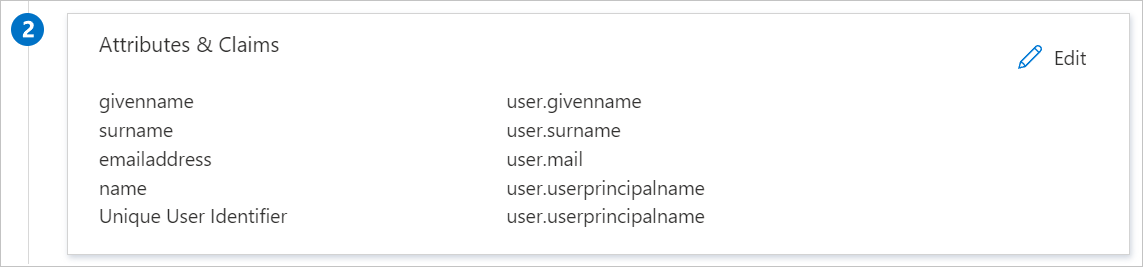 2
Attributes & Claims
Edit
givenname user.givenname
surname user.surname
emailaddress user.mail
name user.userprincipalname
Unique User Identifier user.userprincipalname